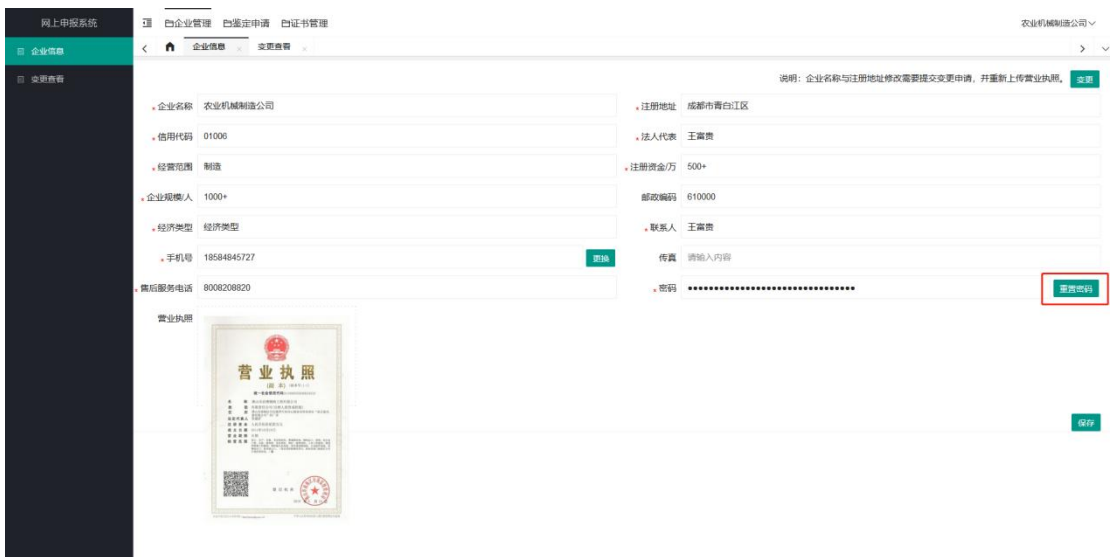 网上申报系统
企业管理 鉴定申请 证书管理
农业机械制造公司
企业信息
变更查看
企业信息 变更查看
说明：企业名称与注册地址修改需要提交变更申请，并重新上传营业执照。 变更
*企业名称 农业机械制造公司
*注册地址 成都市青白江区
*信用代码 01006
*法人代表 王富贵
*经营范围 制造
*注册资金/万 500+
*企业规模/人 1000+
邮政编码 610000
*经济类型 经济类型
*联系人 王富贵
*手机号 18584845727 更换
传真 请输入内容
*售后服务电话 8008208820
*密码 •••••••••••••••••••••••••••••••• 重置密码
营业执照
营业执照
保存